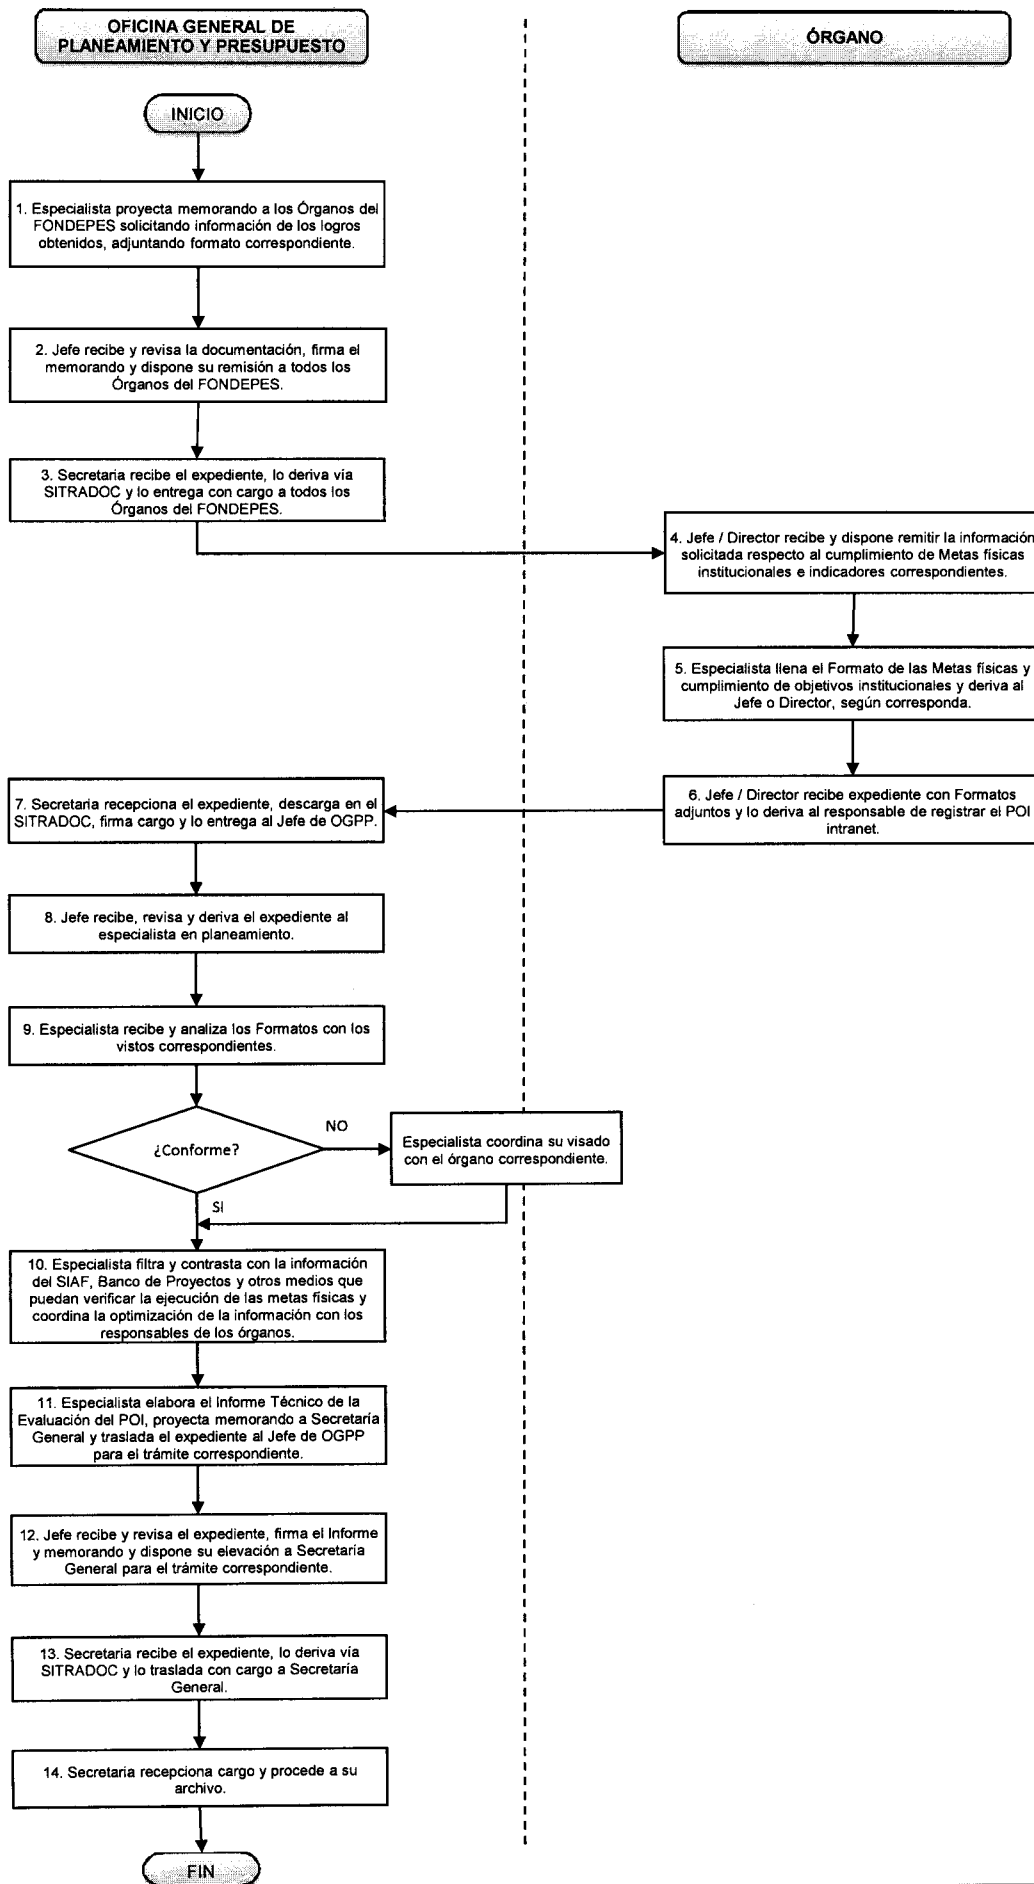 OFICINA GENERAL DE
PLANEAMIENTO Y PRESUPUESTO
ÓRGANO
INICIO
1. Especialista proyecta memorando a los Órganos del
FONDEPES solicitando información de los logros
obtenidos, adjuntando formato correspondiente.
2. Jefe recibe y revisa la documentación, firma el
memorando y dispone su remisión a todos los
Órganos del FONDEPES.
3. Secretaria recibe el expediente, lo deriva vía
SITRADOC y lo entrega con cargo a todos los
Órganos del FONDEPES.
4. Jefe / Director recibe y dispone remitir la información
solicitada respecto al cumplimiento de Metas físicas
institucionales e indicadores correspondientes.
5. Especialista llena el Formato de las Metas físicas y
cumplimiento de objetivos institucionales y deriva al
Jefe o Director, según corresponda.
6. Jefe / Director recibe expediente con Formatos
adjuntos y lo deriva al responsable de registrar el POI
intranet.
7. Secretaria recepciona el expediente, descarga en el
SITRADOC, firma cargo y lo entrega al Jefe de OGPP.
8. Jefe recibe, revisa y deriva el expediente al
especialista en planeamiento.
9. Especialista recibe y analiza los Formatos con los
vistos correspondientes.
¿Conforme?
NO
Especialista coordina su visado
con el órgano correspondiente.
SI
10. Especialista filtra y contrasta con la información
del SIAF, Banco de Proyectos y otros medios que
puedan verificar la ejecución de las metas físicas y
coordina la optimización de la información con los
responsables de los órganos.
11. Especialista elabora el Informe Técnico de la
Evaluación del POI, proyecta memorando a Secretaría
General y traslada el expediente al Jefe de OGPP
para el trámite correspondiente.
12. Jefe recibe y revisa el expediente, firma el Informe
y memorando y dispone su elevación a Secretaría
General para el trámite correspondiente.
13. Secretaria recibe el expediente, lo deriva vía
SITRADOC y lo traslada con cargo a Secretaría
General.
14. Secretaria recepciona cargo y procede a su
archivo.
FIN